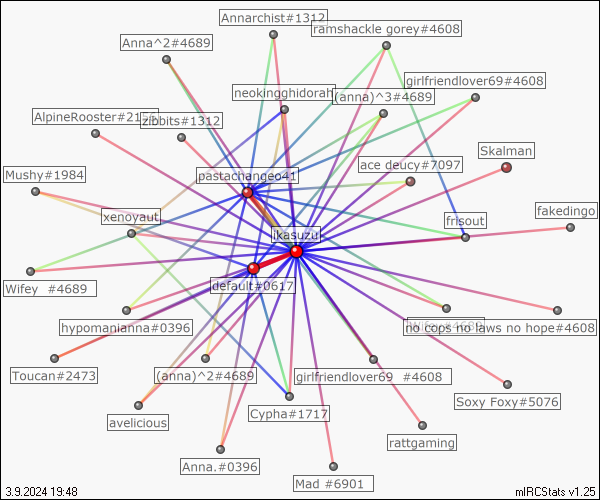 Annarchist#1312
ramshackle gorey#4608
Anna^2#4689
girlfriendlover69#4608
neokingghidorah
(anna)^3#4689
AlpineRooster#21
zibbits#1312
Skalman
ace deucy#7097
Mushy#1984
pastachangeo41
xenoyaut
frisout
fakedingo
ikasuzu
Wifey #4689
default#0617
hypomanianna#0396
no cops no laws no hope#4608
Toucan#2473
(anna)^2#4689
girlfriendlover69 #4608
Soxy Foxy#5076
avelicious
Cypha#1717
rattgaming
Anna.#0396
Mad #6901
3.9.2024 19:48
mIRCStats v1.25